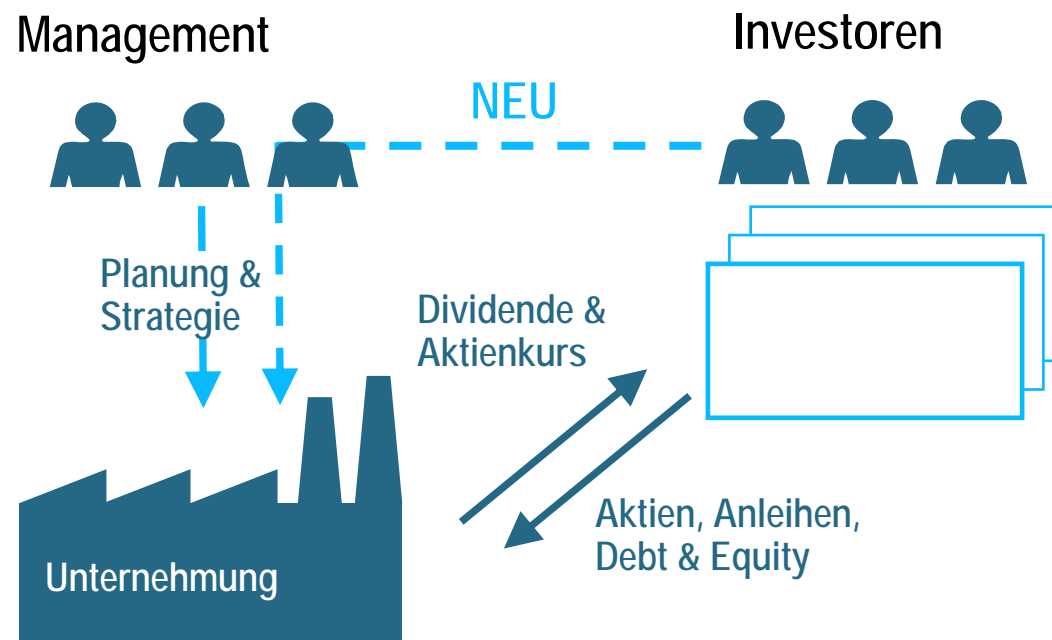 Management
Investoren
NEU
Planung &
Strategie
Dividende &
Aktienkurs
Aktien, Anleihen,
Debt & Equity
Unternehmung